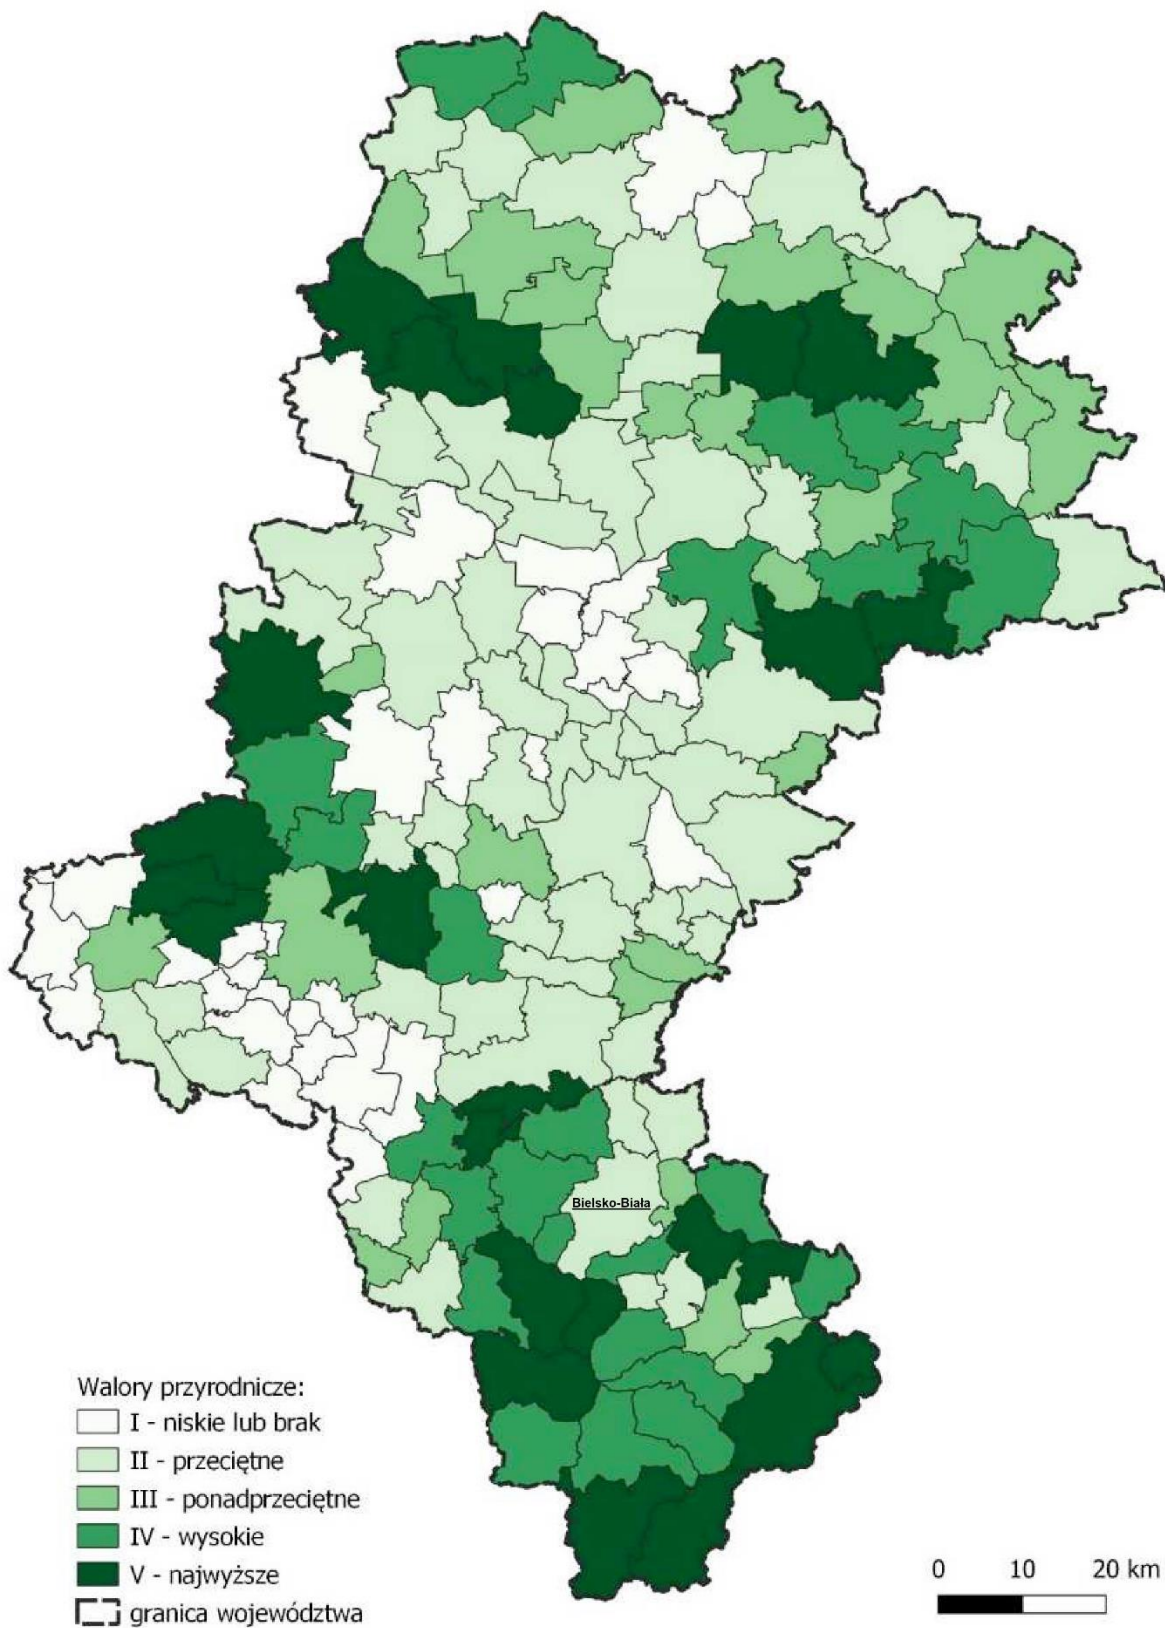 Bielsko-Biała
Walory przyrodnicze:
I - niskie lub brak
II - przeciętne
III - ponadprzeciętne
IV - wysokie
V - najwyższe
granica województwa
0 10 20 km